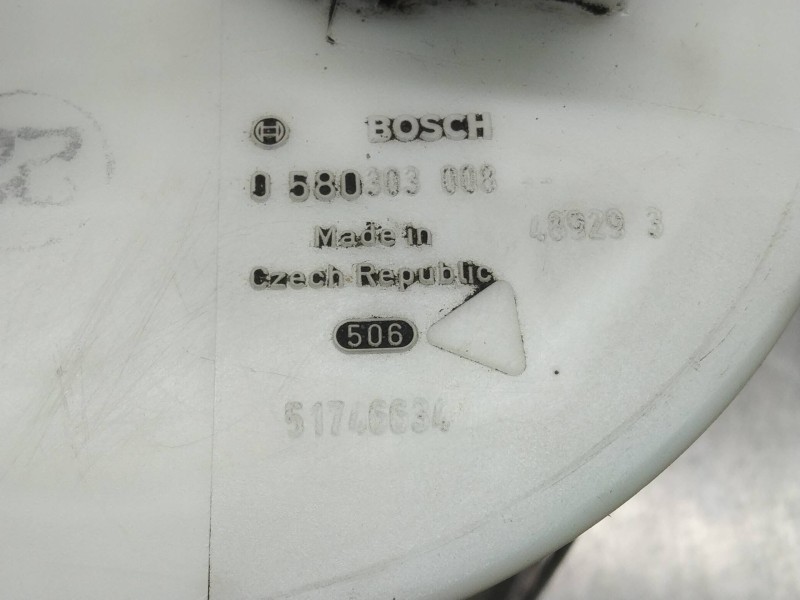 BOSCH
0 580 303 008
Made in
48929 3
Czech Republic
506
51746634